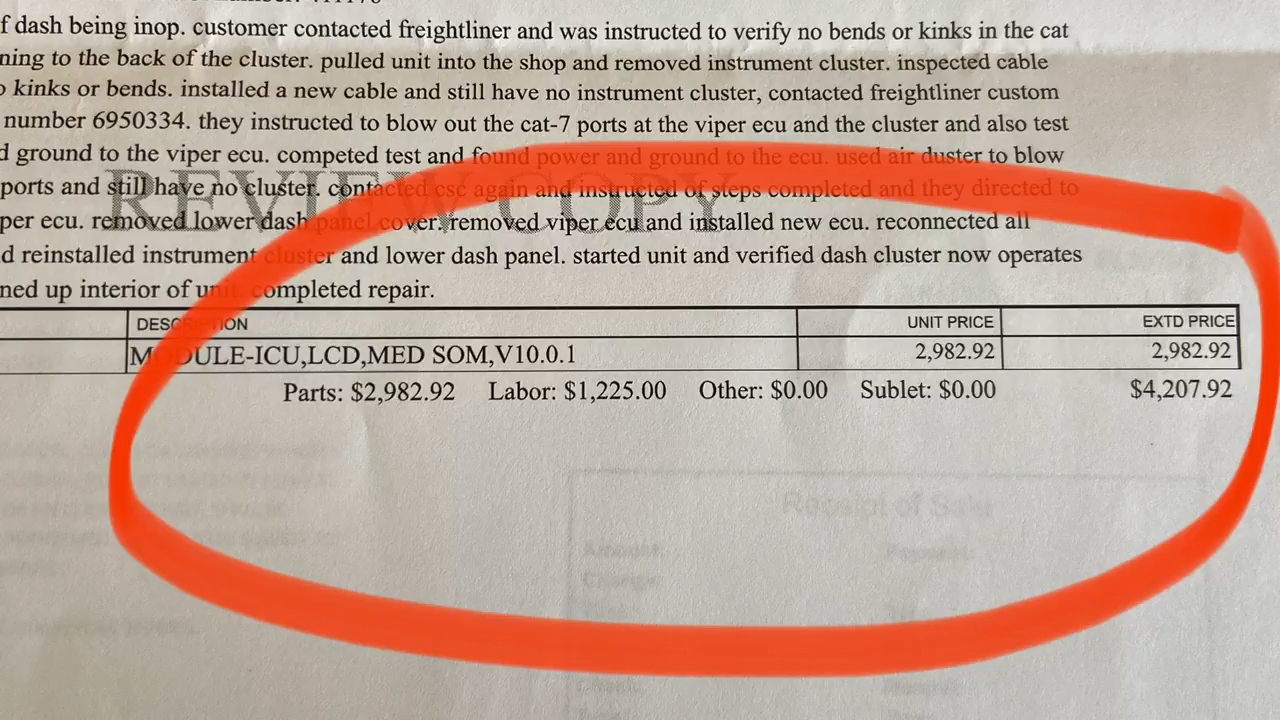 f dash being inop. customer contacted freightliner and was instructed to verify no bends or kinks in the cat
ning to the back of the cluster. pulled unit into the shop and removed instrument cluster. inspected cable
o kinks or bends. installed a new cable and still have no instrument cluster, contacted freightliner custom
number 6950334. they instructed to blow out the cat-7 ports at the viper ecu and the cluster and also test
d ground to the viper ecu. competed test and found power and ground to the ecu. used air duster to blow
ports and still have no cluster. contacted csc again and instructed of steps completed and they directed to
per ecu. removed lower dash panel cover. removed viper ecu and installed new ecu. reconnected all
d reinstalled instrument cluster and lower dash panel. started unit and verified dash cluster now operates
ned up interior of unit. completed repair.
REVIEW COPY
DESCRIPTION UNIT PRICE EXTD PRICE
MODULE-ICU,LCD,MED SOM,V10.0.1 2,982.92 2,982.92
Parts: $2,982.92 Labor: $1,225.00 Other: $0.00 Sublet: $0.00 $4,207.92
Receipt of Sale
Amount:
Change: